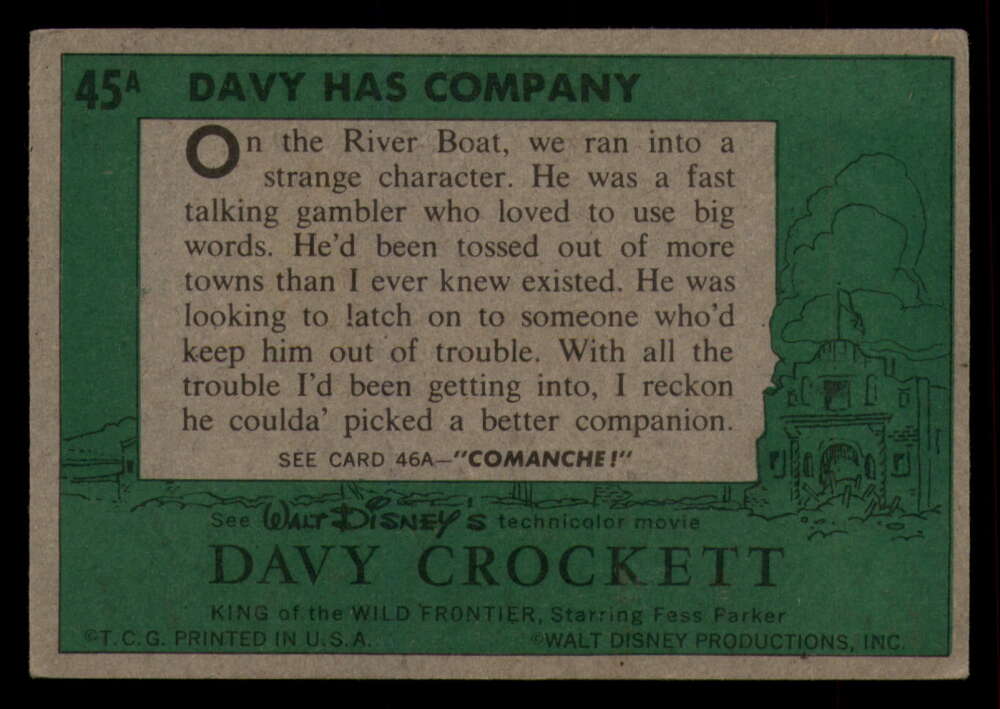 45A DAVY HAS COMPANY
On the River Boat, we ran into a
strange character. He was a fast
talking gambler who loved to use big
words. He'd been tossed out of more
towns than I ever knew existed. He was
looking to latch on to someone who'd
keep him out of trouble. With all the
trouble I'd been getting into, I reckon
he coulda' picked a better companion.
SEE CARD 46A—"COMANCHE!"
See WALT DISNEY'S technicolor movie
DAVY CROCKETT
KING of the WILD FRONTIER, Starring Fess Parker
©T.C.G. PRINTED IN U.S.A. ©WALT DISNEY PRODUCTIONS, INC.